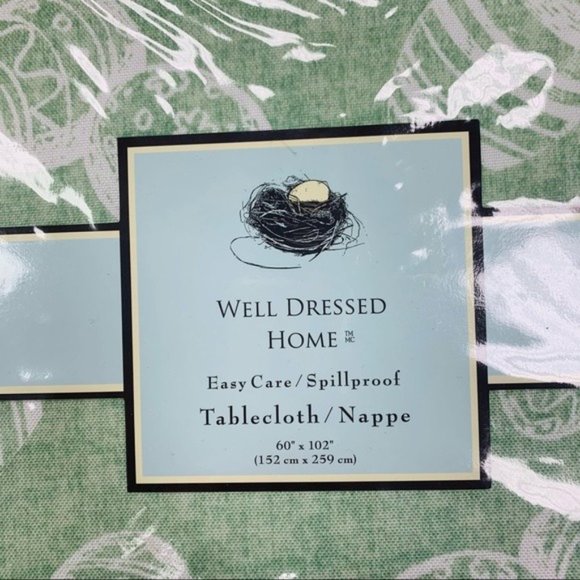 WELL DRESSED
HOME TM MC
Easy Care/Spillproof
Tablecloth/Nappe
60" x 102"
(152 cm x 259 cm)